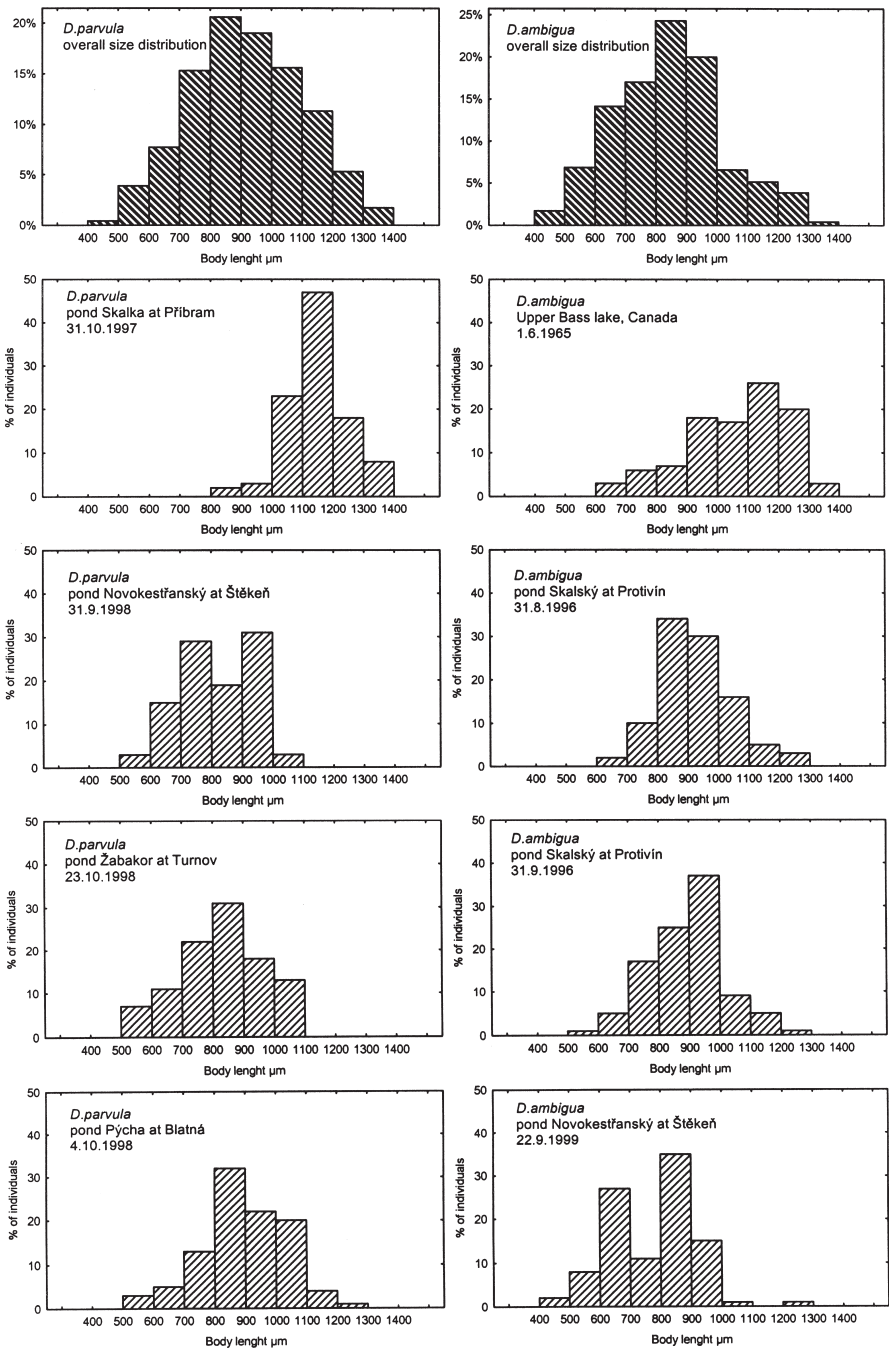 D.parvula
overall size distribution
20%
15%
10%
5%
0%
400 500 600 700 800 900 1000 1100 1200 1300 1400
Body lenght µm
D.ambigua
overall size distribution
25%
20%
15%
10%
5%
0%
400 500 600 700 800 900 1000 1100 1200 1300 1400
Body lenght µm
D.parvula
pond Skalka at Příbram
31.10.1997
% of individuals
50
40
30
20
10
0
400 500 600 700 800 900 1000 1100 1200 1300 1400
Body lenght µm
D.ambigua
Upper Bass lake, Canada
1.6.1965
% of individuals
50
40
30
20
10
0
400 500 600 700 800 900 1000 1100 1200 1300 1400
Body lenght µm
D.parvula
pond Novokestřanský at Štěkeň
31.9.1998
% of individuals
50
40
30
20
10
0
400 500 600 700 800 900 1000 1100 1200 1300 1400
Body lenght µm
D.ambigua
pond Skalský at Protivín
31.8.1996
% of individuals
50
40
30
20
10
0
400 500 600 700 800 900 1000 1100 1200 1300 1400
Body lenght µm
D.parvula
pond Žabakor at Turnov
23.10.1998
% of individuals
50
40
30
20
10
0
400 500 600 700 800 900 1000 1100 1200 1300 1400
Body lenght µm
D.ambigua
pond Skalský at Protivín
31.9.1996
% of individuals
50
40
30
20
10
0
400 500 600 700 800 900 1000 1100 1200 1300 1400
Body lenght µm
D.parvula
pond Pýcha at Blatná
4.10.1998
% of individuals
50
40
30
20
10
0
400 500 600 700 800 900 1000 1100 1200 1300 1400
Body lenght µm
D.ambigua
pond Novokestřanský at Štěkeň
22.9.1999
% of individuals
50
40
30
20
10
0
400 500 600 700 800 900 1000 1100 1200 1300 1400
Body lenght µm